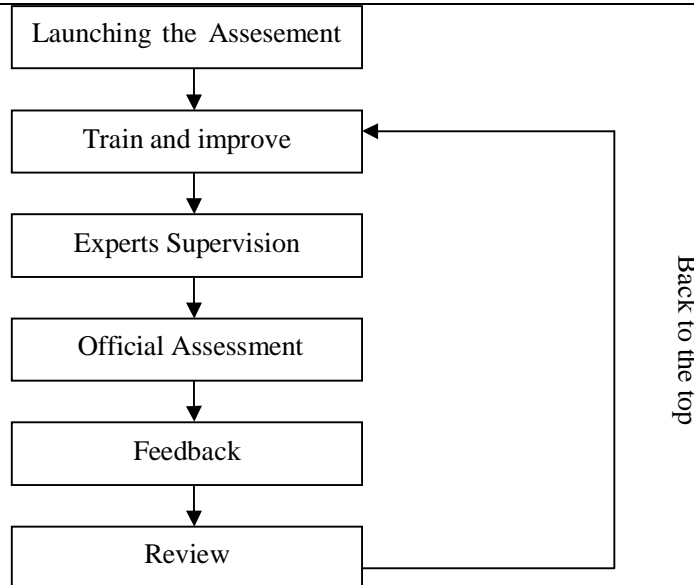 Launching the Assesement
Train and improve
Experts Supervision
Official Assessment
Feedback
Review
Back to the top